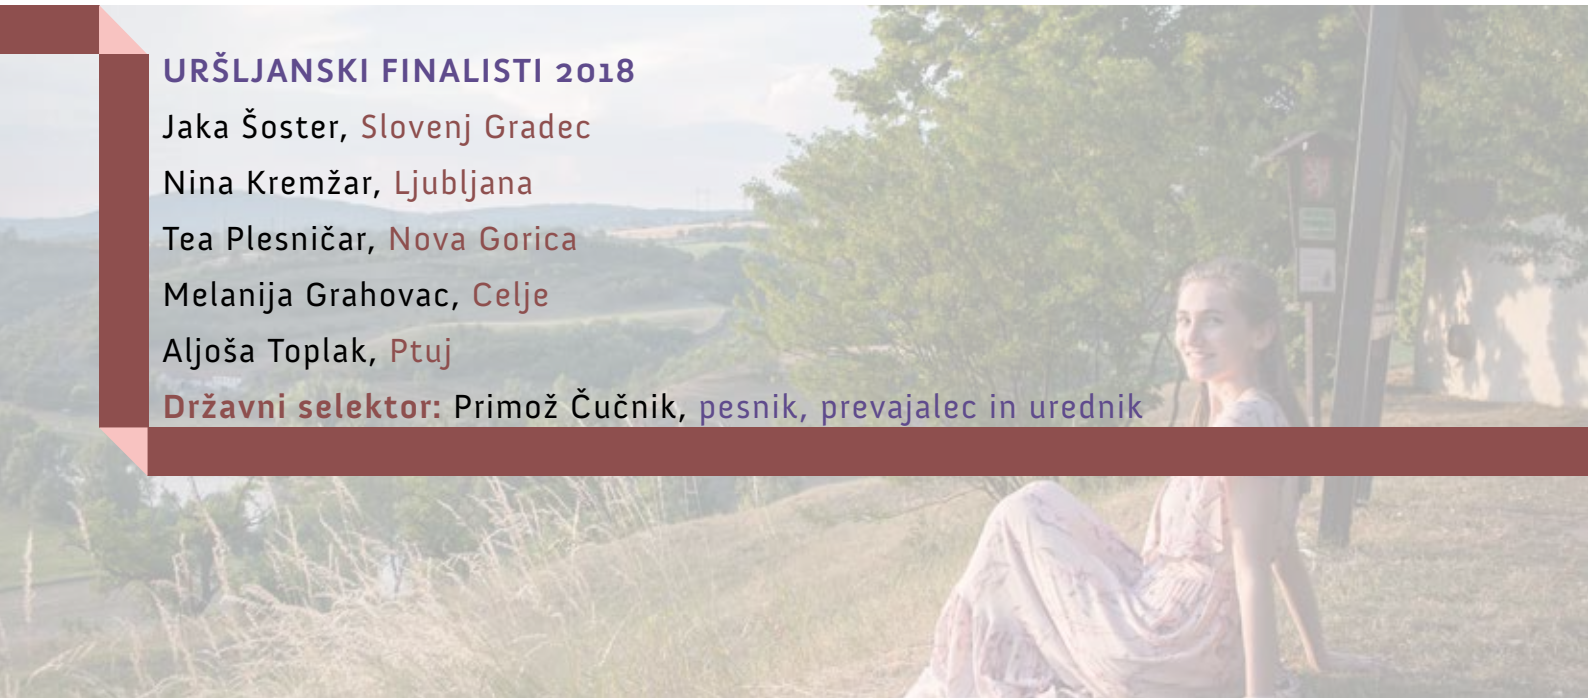 URŠLJANSKI FINALISTI 2018
Jaka Šoster, Slovenj Gradec
Nina Kremžar, Ljubljana
Tea Plesničar, Nova Gorica
Melanija Grahovac, Celje
Aljoša Toplak, Ptuj
Državni selektor: Primož Čučnik, pesnik, prevajalec in urednik